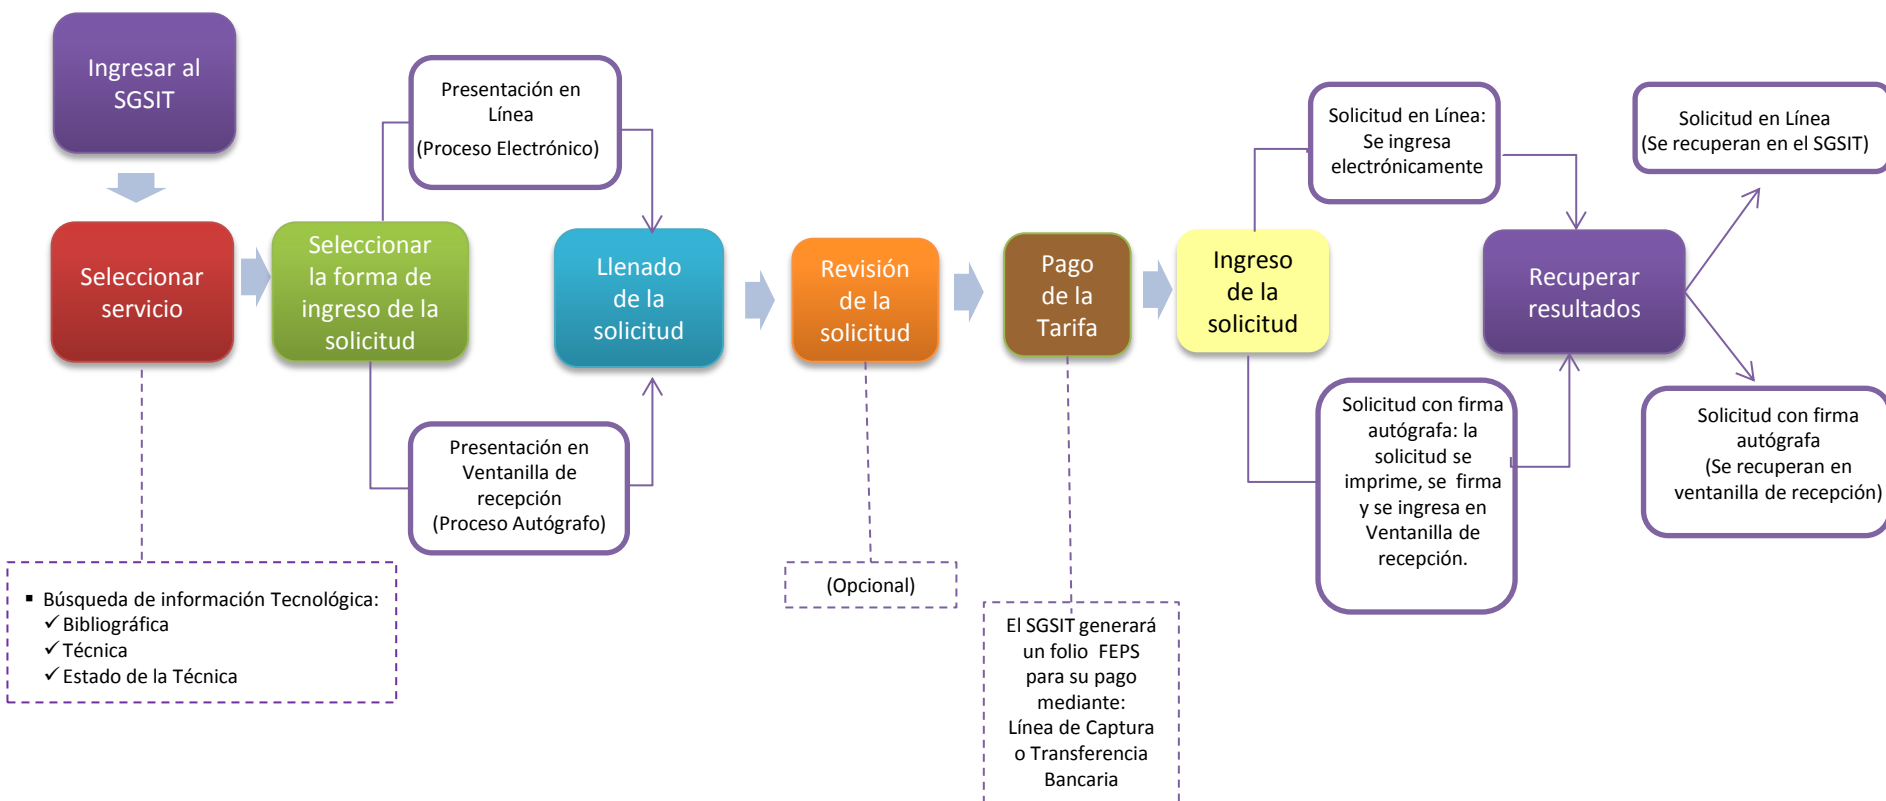 Ingresar al
SGSIT
Seleccionar
servicio
▪ Búsqueda de información Tecnológica:
✓ Bibliográfica
✓ Técnica
✓ Estado de la Técnica
Seleccionar
la forma de
ingreso de la
solicitud
Presentación en
Línea
(Proceso Electrónico)
Presentación en
Ventanilla de
recepción
(Proceso Autógrafo)
Llenado
de la
solicitud
Revisión
de la
solicitud
(Opcional)
Pago
de la
Tarifa
El SGSIT generará
un folio FEPS
para su pago
mediante:
Línea de Captura
o Transferencia
Bancaria
Ingreso
de la
solicitud
Solicitud en Línea:
Se ingresa
electrónicamente
Solicitud con firma
autógrafa: la
solicitud se
imprime, se firma
y se ingresa en
Ventanilla de
recepción.
Recuperar
resultados
Solicitud en Línea
(Se recuperan en el SGSIT)
Solicitud con firma
autógrafa
(Se recuperan en
ventanilla de recepción)